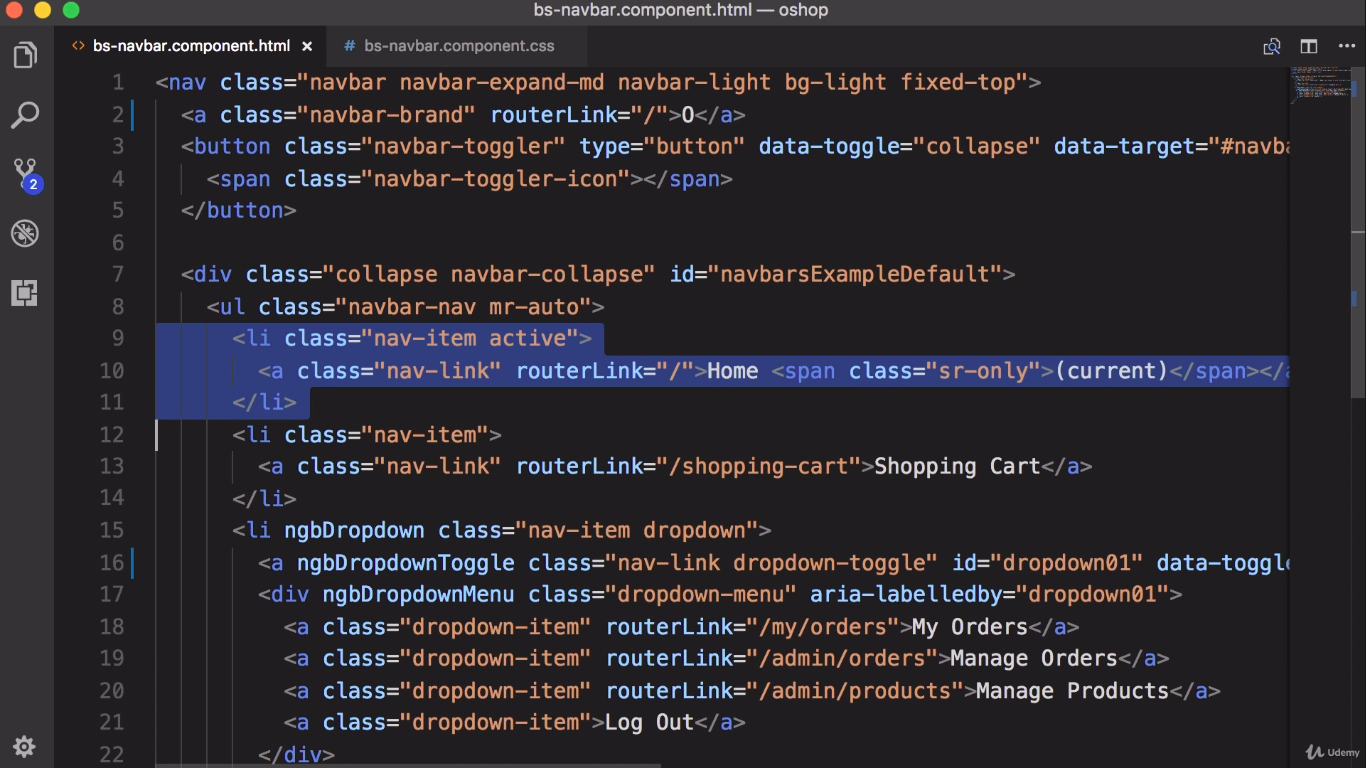 bs-navbar.component.html — oshop
<> bs-navbar.component.html × # bs-navbar.component.css
1 <nav class="navbar navbar-expand-md navbar-light bg-light fixed-top">
2 <a class="navbar-brand" routerLink="/">O</a>
3 <button class="navbar-toggler" type="button" data-toggle="collapse" data-target="#navba
4 <span class="navbar-toggler-icon"></span>
5 </button>
6
7 <div class="collapse navbar-collapse" id="navbarsExampleDefault">
8 <ul class="navbar-nav mr-auto">
9 <li class="nav-item active">
10 <a class="nav-link" routerLink="/">Home <span class="sr-only">(current)</span></a
11 </li>
12 <li class="nav-item">
13 <a class="nav-link" routerLink="/shopping-cart">Shopping Cart</a>
14 </li>
15 <li ngbDropdown class="nav-item dropdown">
16 <a ngbDropdownToggle class="nav-link dropdown-toggle" id="dropdown01" data-toggle
17 <div ngbDropdownMenu class="dropdown-menu" aria-labelledby="dropdown01">
18 <a class="dropdown-item" routerLink="/my/orders">My Orders</a>
19 <a class="dropdown-item" routerLink="/admin/orders">Manage Orders</a>
20 <a class="dropdown-item" routerLink="/admin/products">Manage Products</a>
21 <a class="dropdown-item">Log Out</a>
22 </div>
2
Udemy